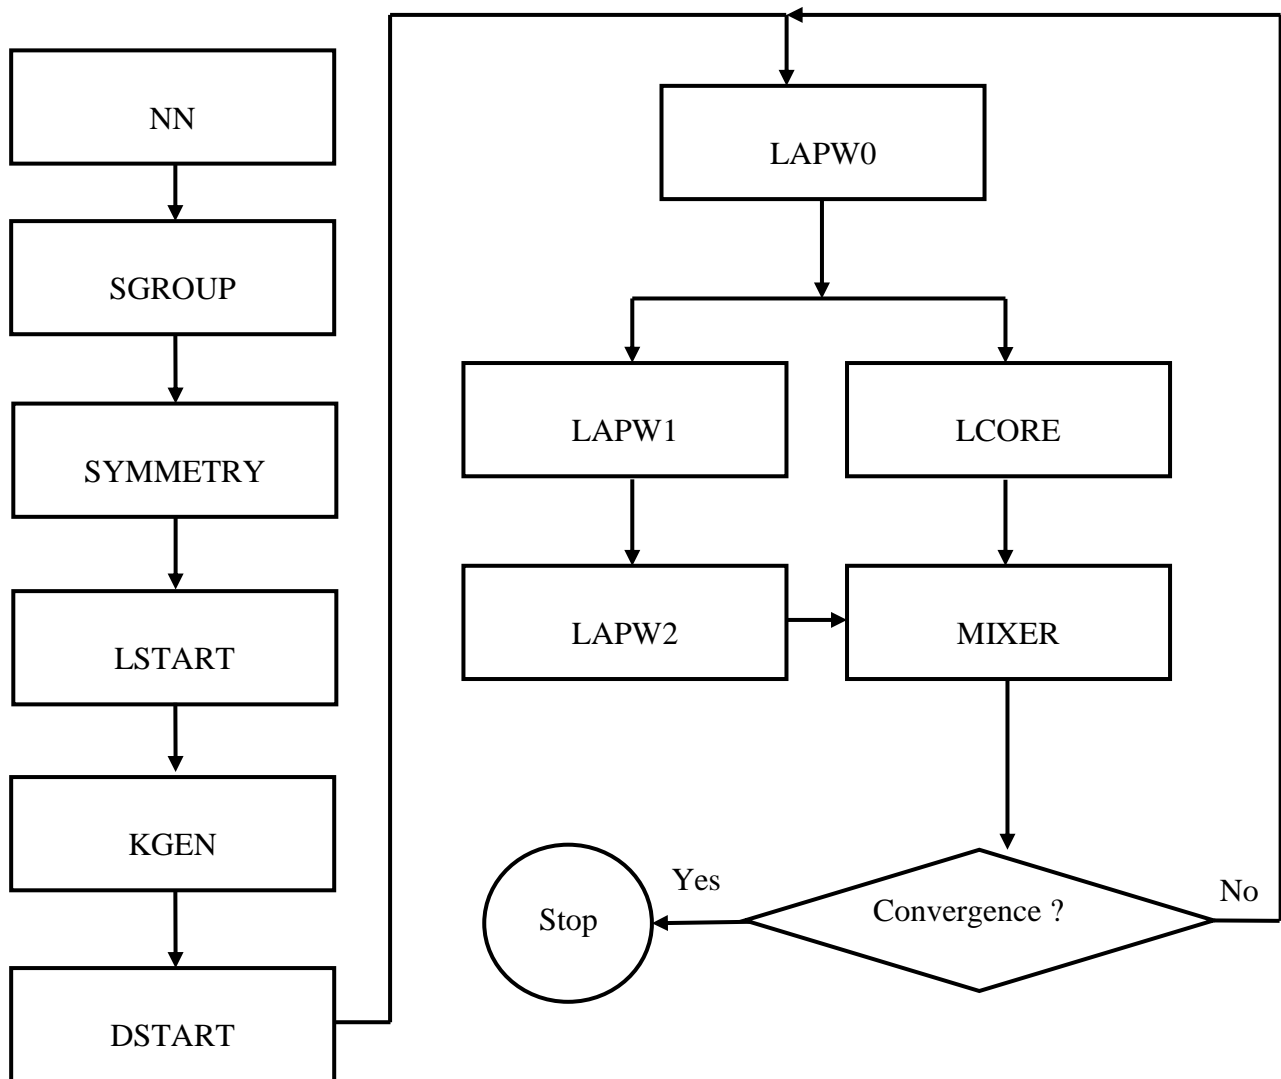 NN
SGROUP
SYMMETRY
LSTART
KGEN
DSTART
LAPW0
LAPW1
LCORE
LAPW2
MIXER
Convergence ?
Yes
No
Stop